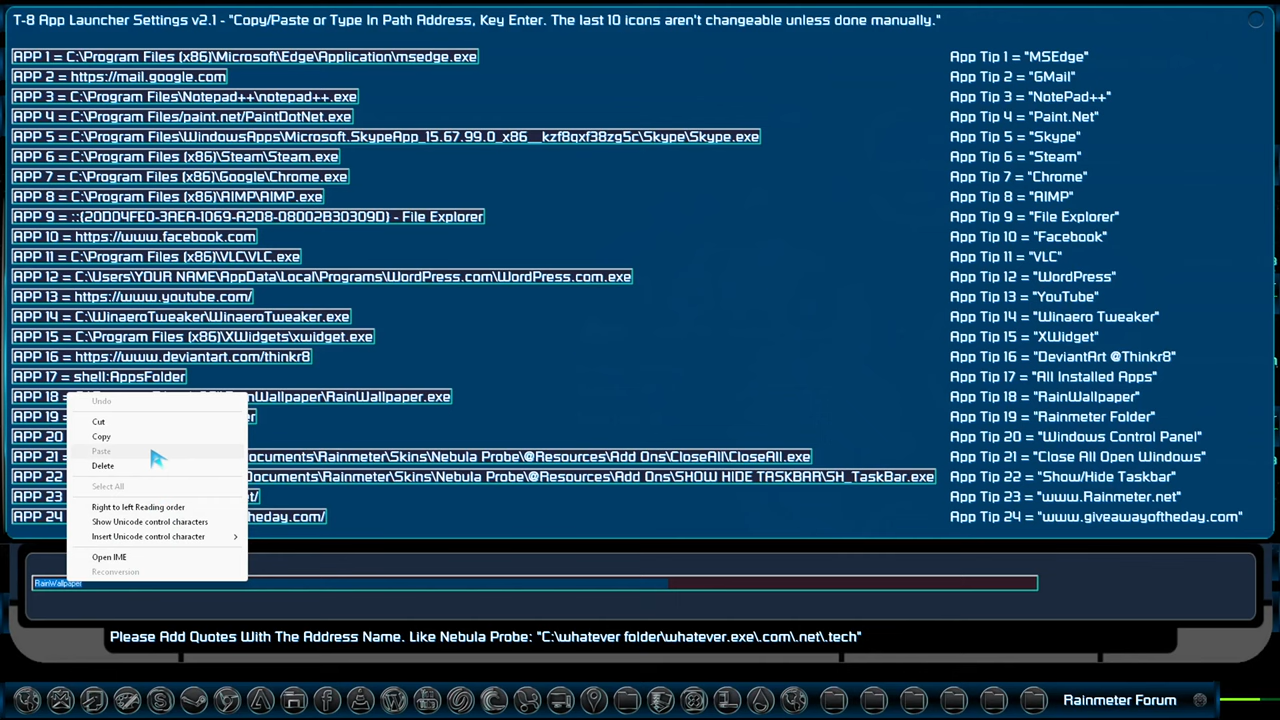 T-8 App Launcher Settings v2.1 - "Copy/Paste or Type In Path Address, Key Enter. The last 10 icons aren't changeable unless done manually."
APP 1 = C:\Program Files (x86)\Microsoft\Edge\Application\msedge.exe
App Tip 1 = "MSEdge"
APP 2 = https://mail.google.com
App Tip 2 = "GMail"
APP 3 = C:\Program Files\Notepad++\notepad++.exe
App Tip 3 = "NotePad++"
APP 4 = C:\Program Files/paint.net/PaintDotNet.exe
App Tip 4 = "Paint.Net"
APP 5 = C:\Program Files\WindowsApps\Microsoft.SkypeApp_15.67.99.0_x86__kzf8qxf38zg5c\Skype\Skype.exe
App Tip 5 = "Skype"
APP 6 = C:\Program Files (x86)\Steam\Steam.exe
App Tip 6 = "Steam"
APP 7 = C:\Program Files (x86)\Google\Chrome.exe
App Tip 7 = "Chrome"
APP 8 = C:\Program Files (x86)\AIMP\AIMP.exe
App Tip 8 = "AIMP"
APP 9 = ::{20D04FE0-3AEA-1069-A2D8-08002B30309D} - File Explorer
App Tip 9 = "File Explorer"
APP 10 = https://www.facebook.com
App Tip 10 = "Facebook"
APP 11 = C:\Program Files (x86)\VLC\VLC.exe
App Tip 11 = "VLC"
APP 12 = C:\Users\YOUR NAME\AppData\Local\Programs\WordPress.com\WordPress.com.exe
App Tip 12 = "WordPress"
APP 13 = https://www.youtube.com/
App Tip 13 = "YouTube"
APP 14 = C:\WinaeroTweaker\WinaeroTweaker.exe
App Tip 14 = "Winaero Tweaker"
APP 15 = C:\Program Files (x86)\XWidgets\xwidget.exe
App Tip 15 = "XWidget"
APP 16 = https://www.deviantart.com/thinkr8
App Tip 16 = "DeviantArt @Thinkr8"
APP 17 = shell:AppsFolder
App Tip 17 = "All Installed Apps"
APP 18 = Wallpaper\RainWallpaper.exe
App Tip 18 = "RainWallpaper"
APP 19 =
App Tip 19 = "Rainmeter Folder"
APP 20
App Tip 20 = "Windows Control Panel"
APP 21 = ocuments\Rainmeter\Skins\Nebula Probe\@Resources\Add Ons\CloseAll\CloseAll.exe
App Tip 21 = "Close All Open Windows"
APP 22 = ocuments\Rainmeter\Skins\Nebula Probe\@Resources\Add Ons\SHOW HIDE TASKBAR\SH_TaskBar.exe
App Tip 22 = "Show/Hide Taskbar"
APP 23
App Tip 23 = "www.Rainmeter.net"
APP 24 heday.com/
App Tip 24 = "www.giveawayoftheday.com"
Undo
Cut
Copy
Paste
Delete
Select All
Right to left Reading order
Show Unicode control characters
Insert Unicode control character
Open IME
Reconversion
RainWallpaper
Please Add Quotes With The Address Name. Like Nebula Probe: "C:\whatever folder\whatever.exe\.com\.net\.tech"
Rainmeter Forum